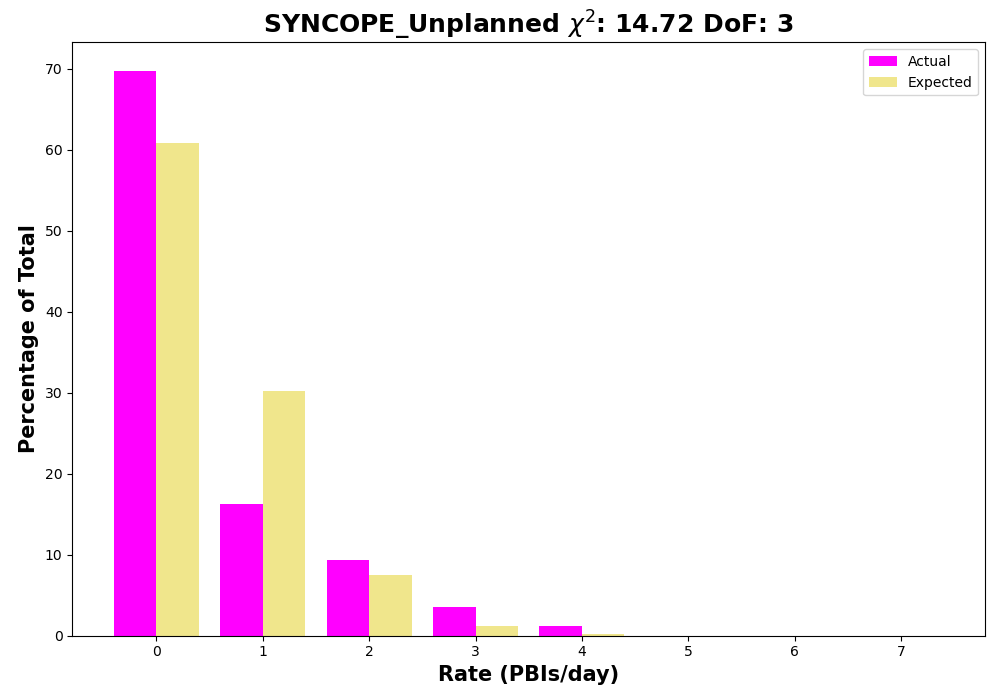 SYNCOPE_Unplanned χ²: 14.72 DoF: 3
Actual
Expected
Percentage of Total
70
60
50
40
30
20
10
0
0 1 2 3 4 5 6 7
Rate (PBIs/day)